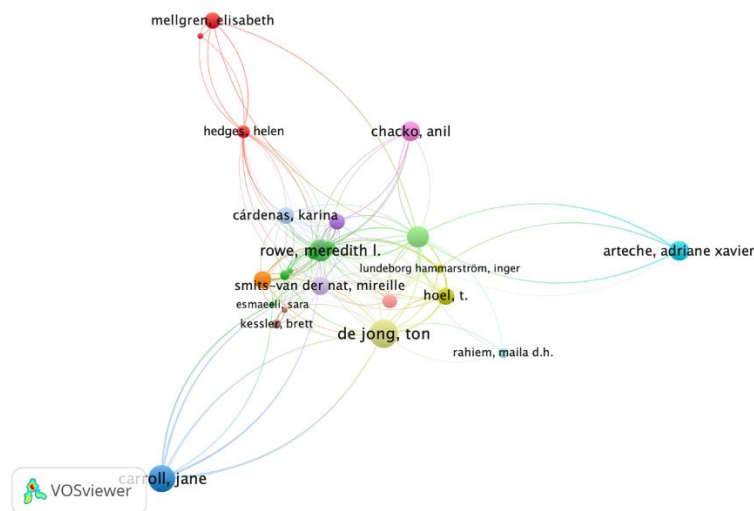 mellgren, elisabeth
hedges, helen
chacko, anil
cárdenas, karina
rowe, meredith l.
arteche, adriane xavier
lundeborg hammarström, inger
smits-van der nat, mireille
hoel, t.
esmaeeli, sara
kessler, brett
de jong, ton
rahiem, maila d.h.
carroll, jane
VOSviewer